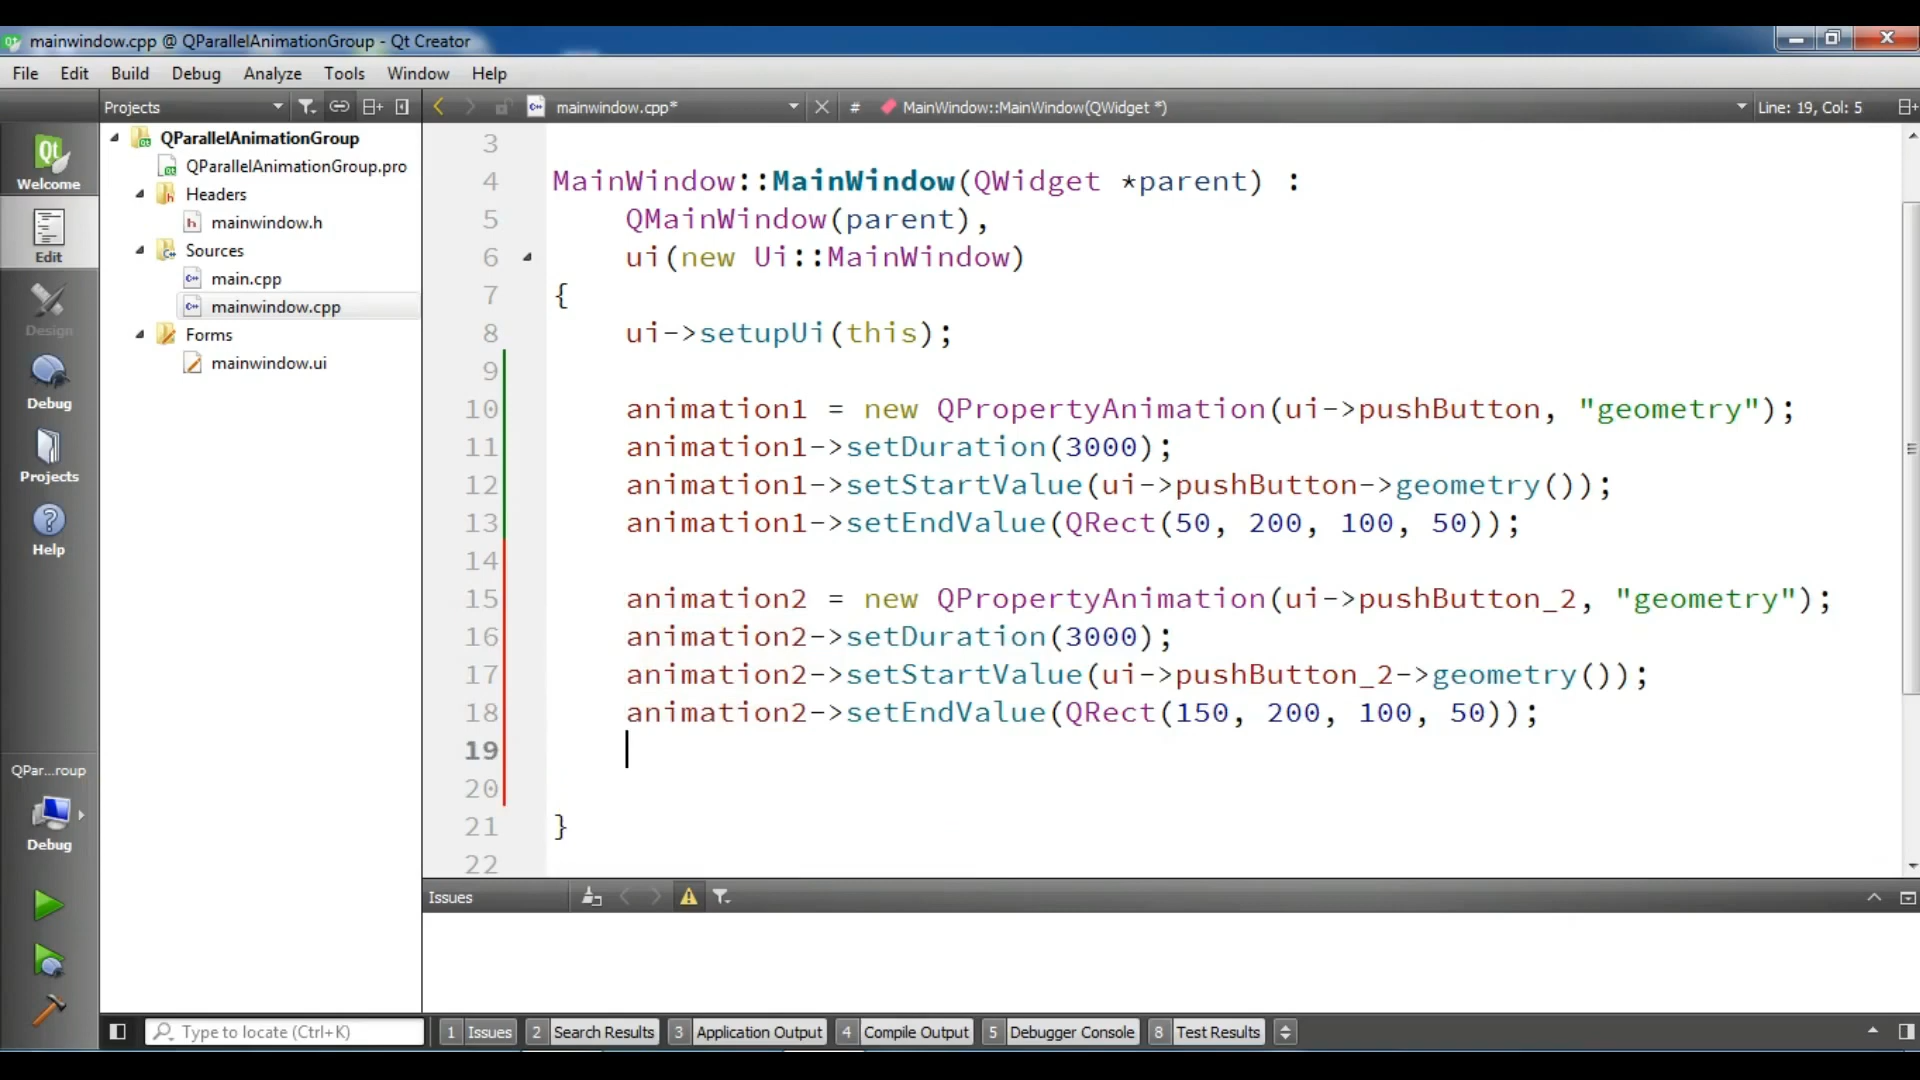 mainwindow.cpp @ QParallelAnimationGroup - Qt Creator
File Edit Build Debug Analyze Tools Window Help
Projects mainwindow.cpp* # MainWindow::MainWindow(QWidget *) Line: 19, Col: 5
Welcome
Edit
Design
Debug
Projects
Help
QPar...roup
Debug
QParallelAnimationGroup
QParallelAnimationGroup.pro
Headers
mainwindow.h
Sources
main.cpp
mainwindow.cpp
Forms
mainwindow.ui
3
4 MainWindow::MainWindow(QWidget *parent) :
5 QMainWindow(parent),
6 ui(new Ui::MainWindow)
7 {
8 ui->setupUi(this);
9
10 animation1 = new QPropertyAnimation(ui->pushButton, "geometry");
11 animation1->setDuration(3000);
12 animation1->setStartValue(ui->pushButton->geometry());
13 animation1->setEndValue(QRect(50, 200, 100, 50));
14
15 animation2 = new QPropertyAnimation(ui->pushButton_2, "geometry");
16 animation2->setDuration(3000);
17 animation2->setStartValue(ui->pushButton_2->geometry());
18 animation2->setEndValue(QRect(150, 200, 100, 50));
19
20
21 }
22
Issues
Type to locate (Ctrl+K) 1 Issues 2 Search Results 3 Application Output 4 Compile Output 5 Debugger Console 8 Test Results